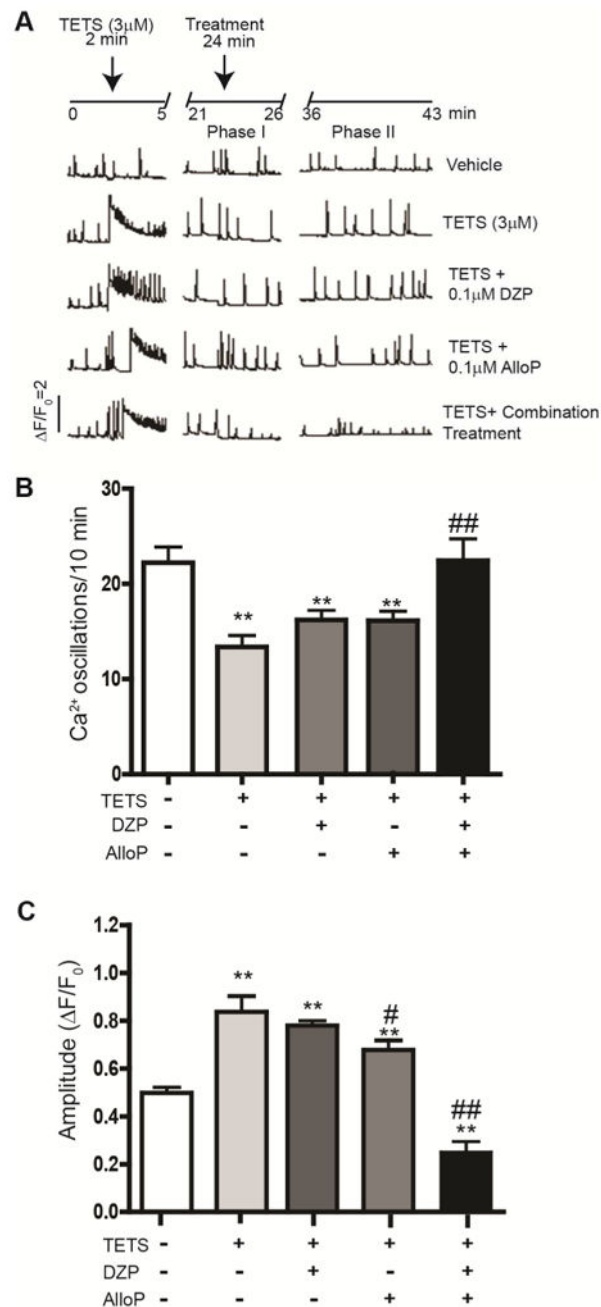 A
TETS (3μM) Treatment
2 min 24 min
0 5 21 26 36 43 min
Phase I Phase II
Vehicle
TETS (3μM)
TETS +
0.1μM DZP
TETS +
0.1μM AlloP
TETS+ Combination
Treatment
ΔF/F₀=2
B
Ca²⁺ oscillations/10 min
30
20
10
0
** ** ** ##
TETS - + + + +
DZP - - + - +
AlloP - - - + +
C
Amplitude (ΔF/F₀)
1.2
1.0
0.8
0.6
0.4
0.2
0.0
** ** # ** ## **
TETS - + + + +
DZP - - + - +
AlloP - - - + +